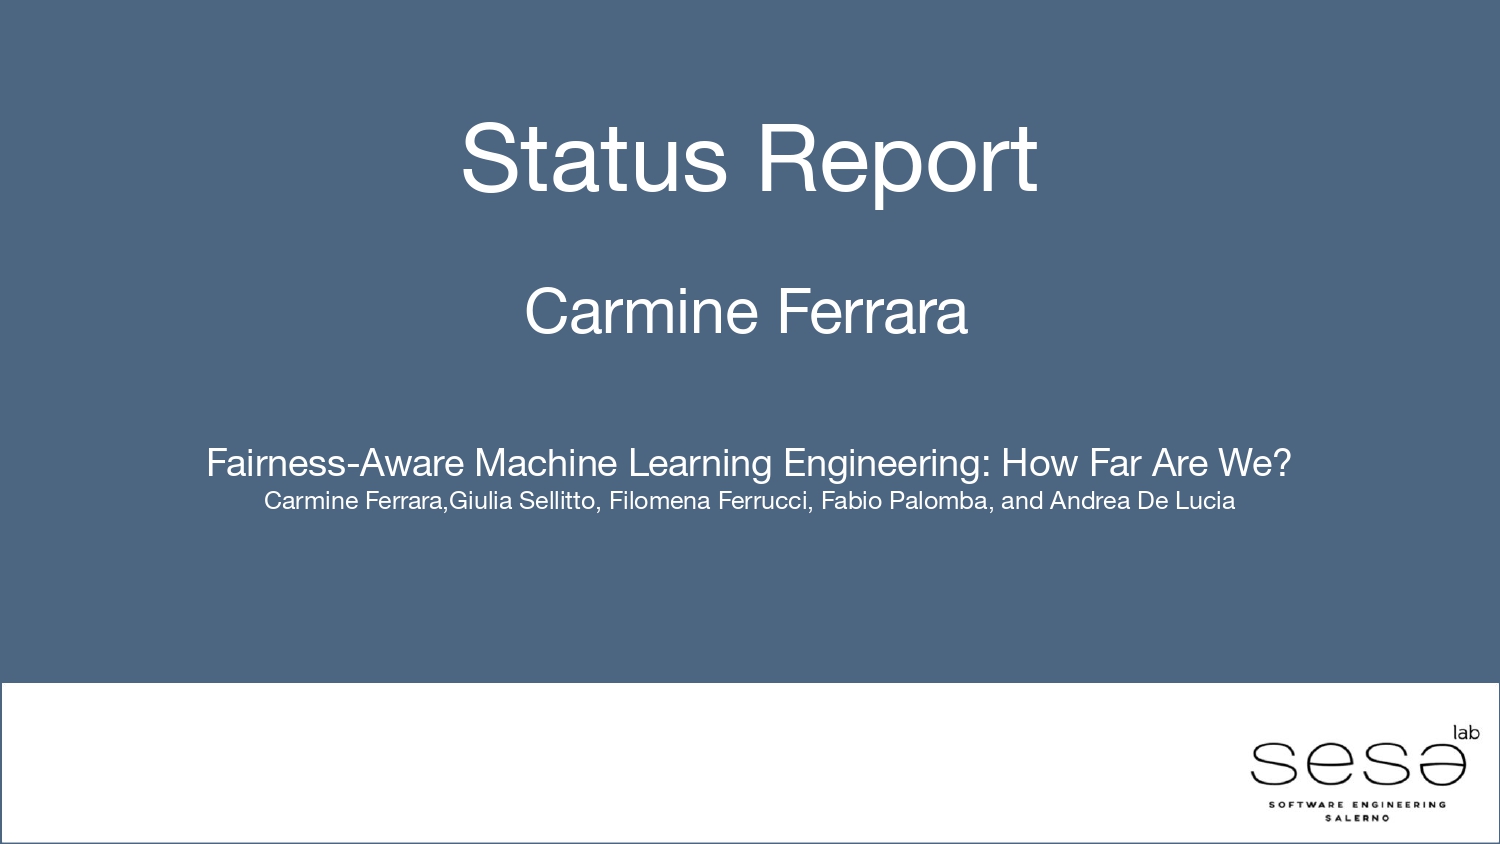 Status Report
Carmine Ferrara
Fairness-Aware Machine Learning Engineering: How Far Are We?
Carmine Ferrara,Giulia Sellitto, Filomena Ferrucci, Fabio Palomba, and Andrea De Lucia
lab
sesə
SOFTWARE ENGINEERING
SALERNO